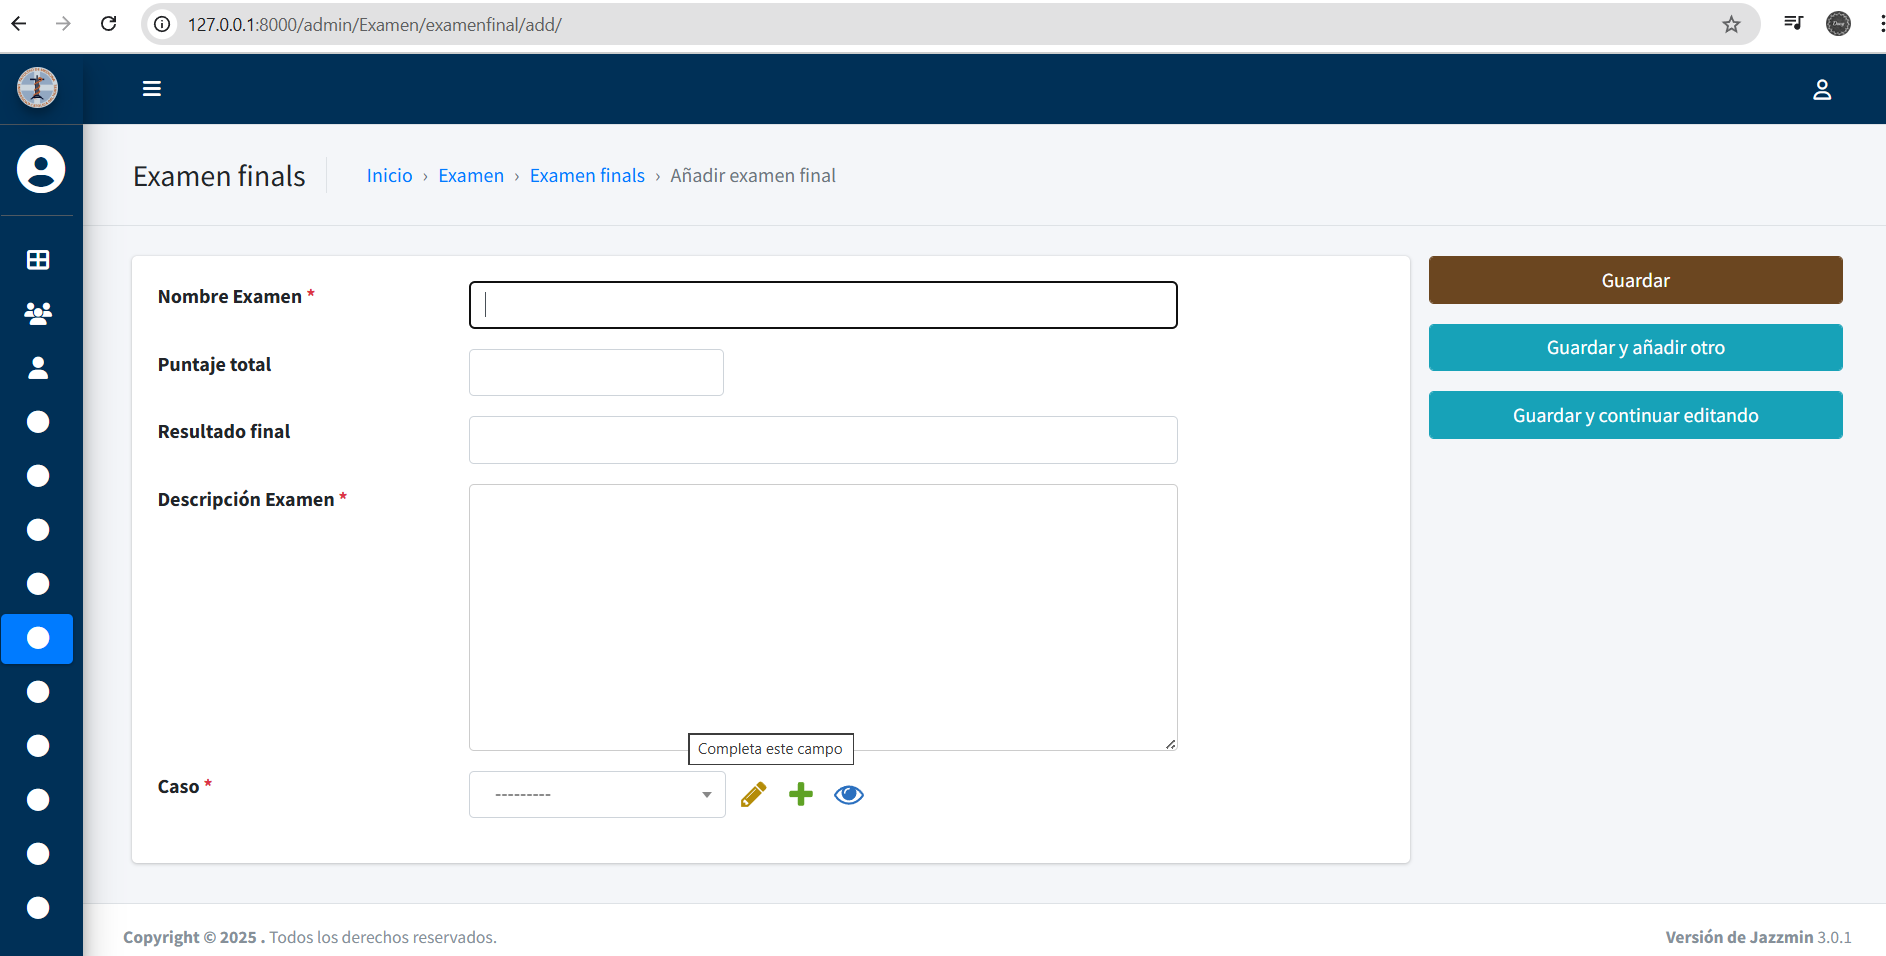 127.0.0.1:8000/admin/Examen/examenfinal/add/
Examen finals
Inicio › Examen › Examen finals › Añadir examen final
Nombre Examen *
Guardar
Puntaje total
Guardar y añadir otro
Resultado final
Guardar y continuar editando
Descripción Examen *
Completa este campo
Caso *
---------
Copyright © 2025 . Todos los derechos reservados.
Versión de Jazzmin 3.0.1